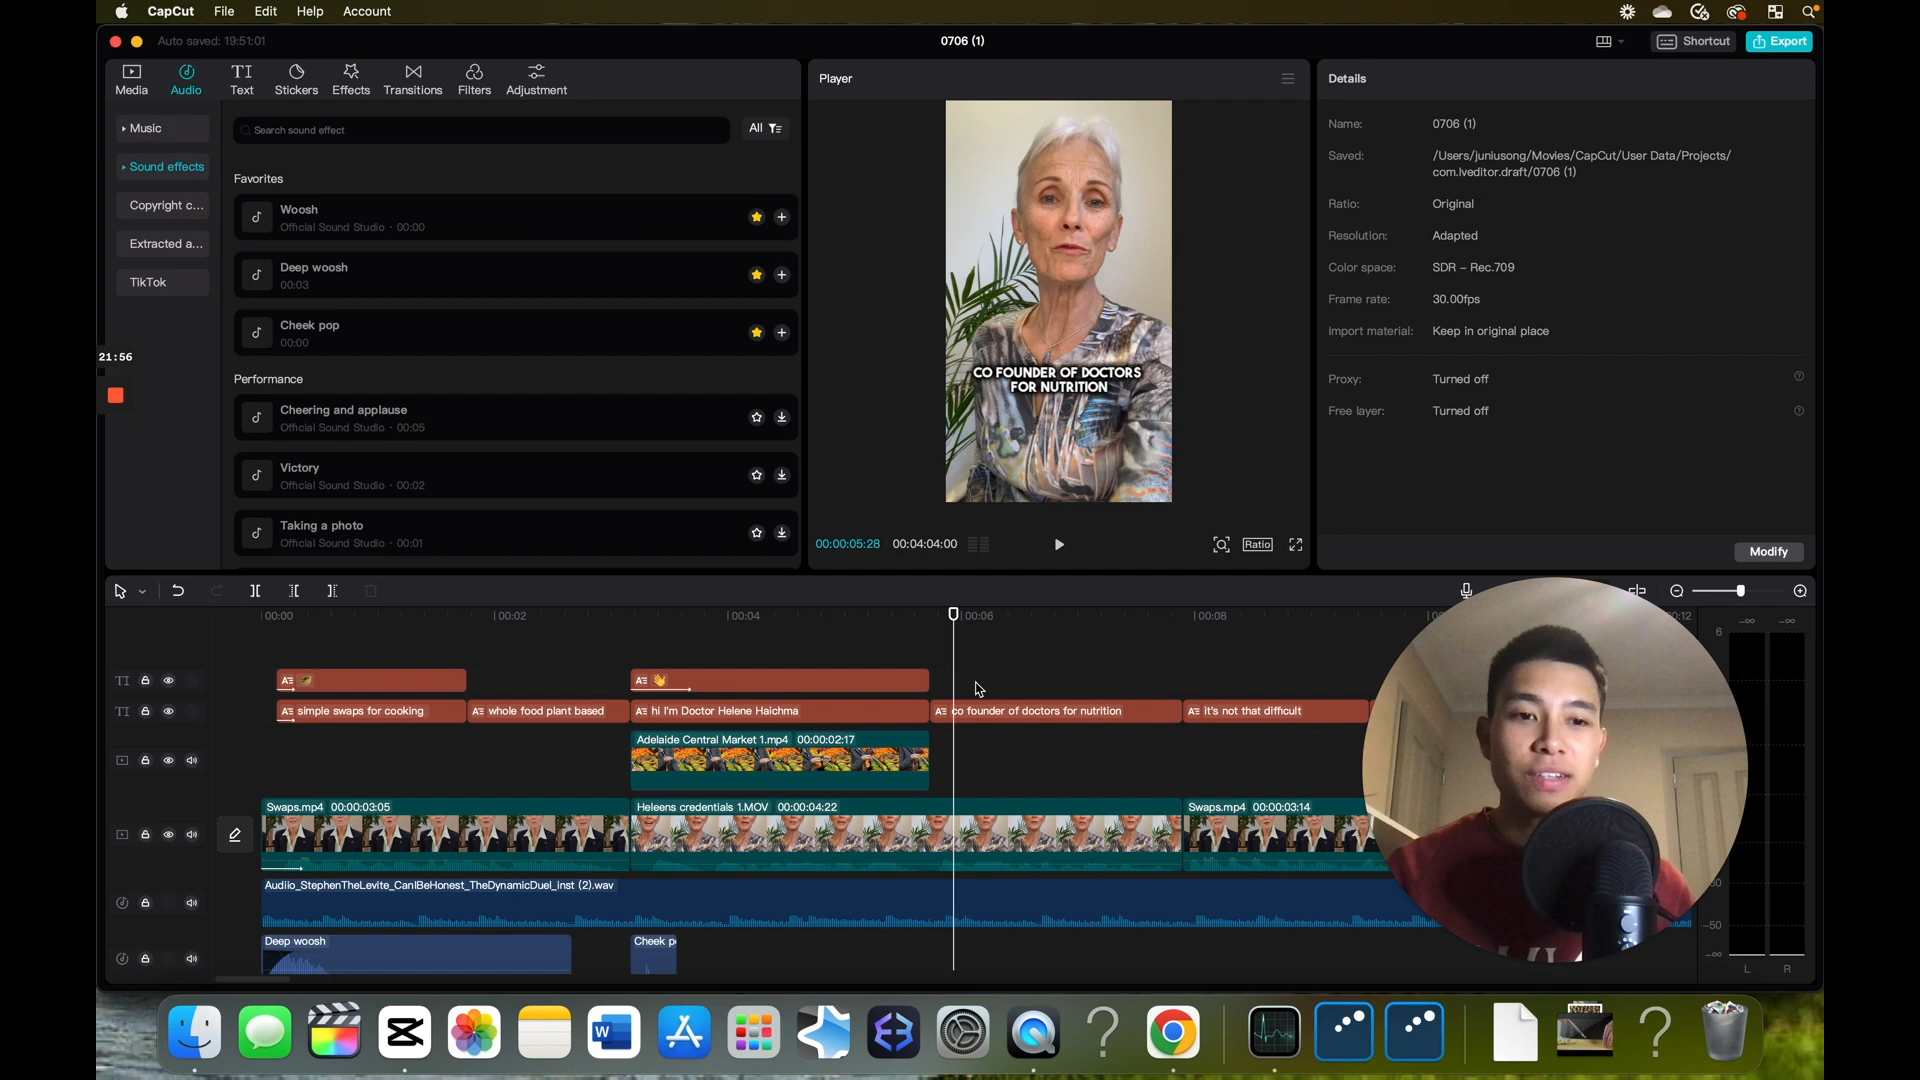 CapCut File Edit Help Account
Auto saved: 19:51:01
0706 (1)
Shortcut
Export
Media Audio Text Stickers Effects Transitions Filters Adjustment
TI
Player
Details
Music
Sound effects
Copyright c...
Extracted a...
TikTok
Search sound effect
All
Favorites
Woosh
Official Sound Studio · 00:00
Deep woosh
00:03
Cheek pop
00:00
Performance
Cheering and applause
Official Sound Studio · 00:05
Victory
Official Sound Studio · 00:02
Taking a photo
Official Sound Studio · 00:01
21:56
CO FOUNDER OF DOCTORS
FOR NUTRITION
00:00:05:28 00:04:04:00
Ratio
Name: 0706 (1)
Saved: /Users/juniusong/Movies/CapCut/User Data/Projects/
com.lveditor.draft/0706 (1)
Ratio: Original
Resolution: Adapted
Color space: SDR – Rec.709
Frame rate: 30.00fps
Import material: Keep in original place
Proxy: Turned off
Free layer: Turned off
Modify
00:00 00:02 00:04 00:06 00:08 0:12
TI
TI
simple swaps for cooking
whole food plant based
hi I'm Doctor Helene Haichma
co founder of doctors for nutrition
it's not that difficult
Adelaide Central Market 1.mp4 00:00:02:17
Swaps.mp4 00:00:03:05
Heleens credentials 1.MOV 00:00:04:22
Swaps.mp4 00:00:03:14
Audiio_StephenTheLevite_CanIBeHonest_TheDynamicDuel_inst (2).wav
Deep woosh
Cheek p
-∞ -∞
6
-50
-∞
L R
W